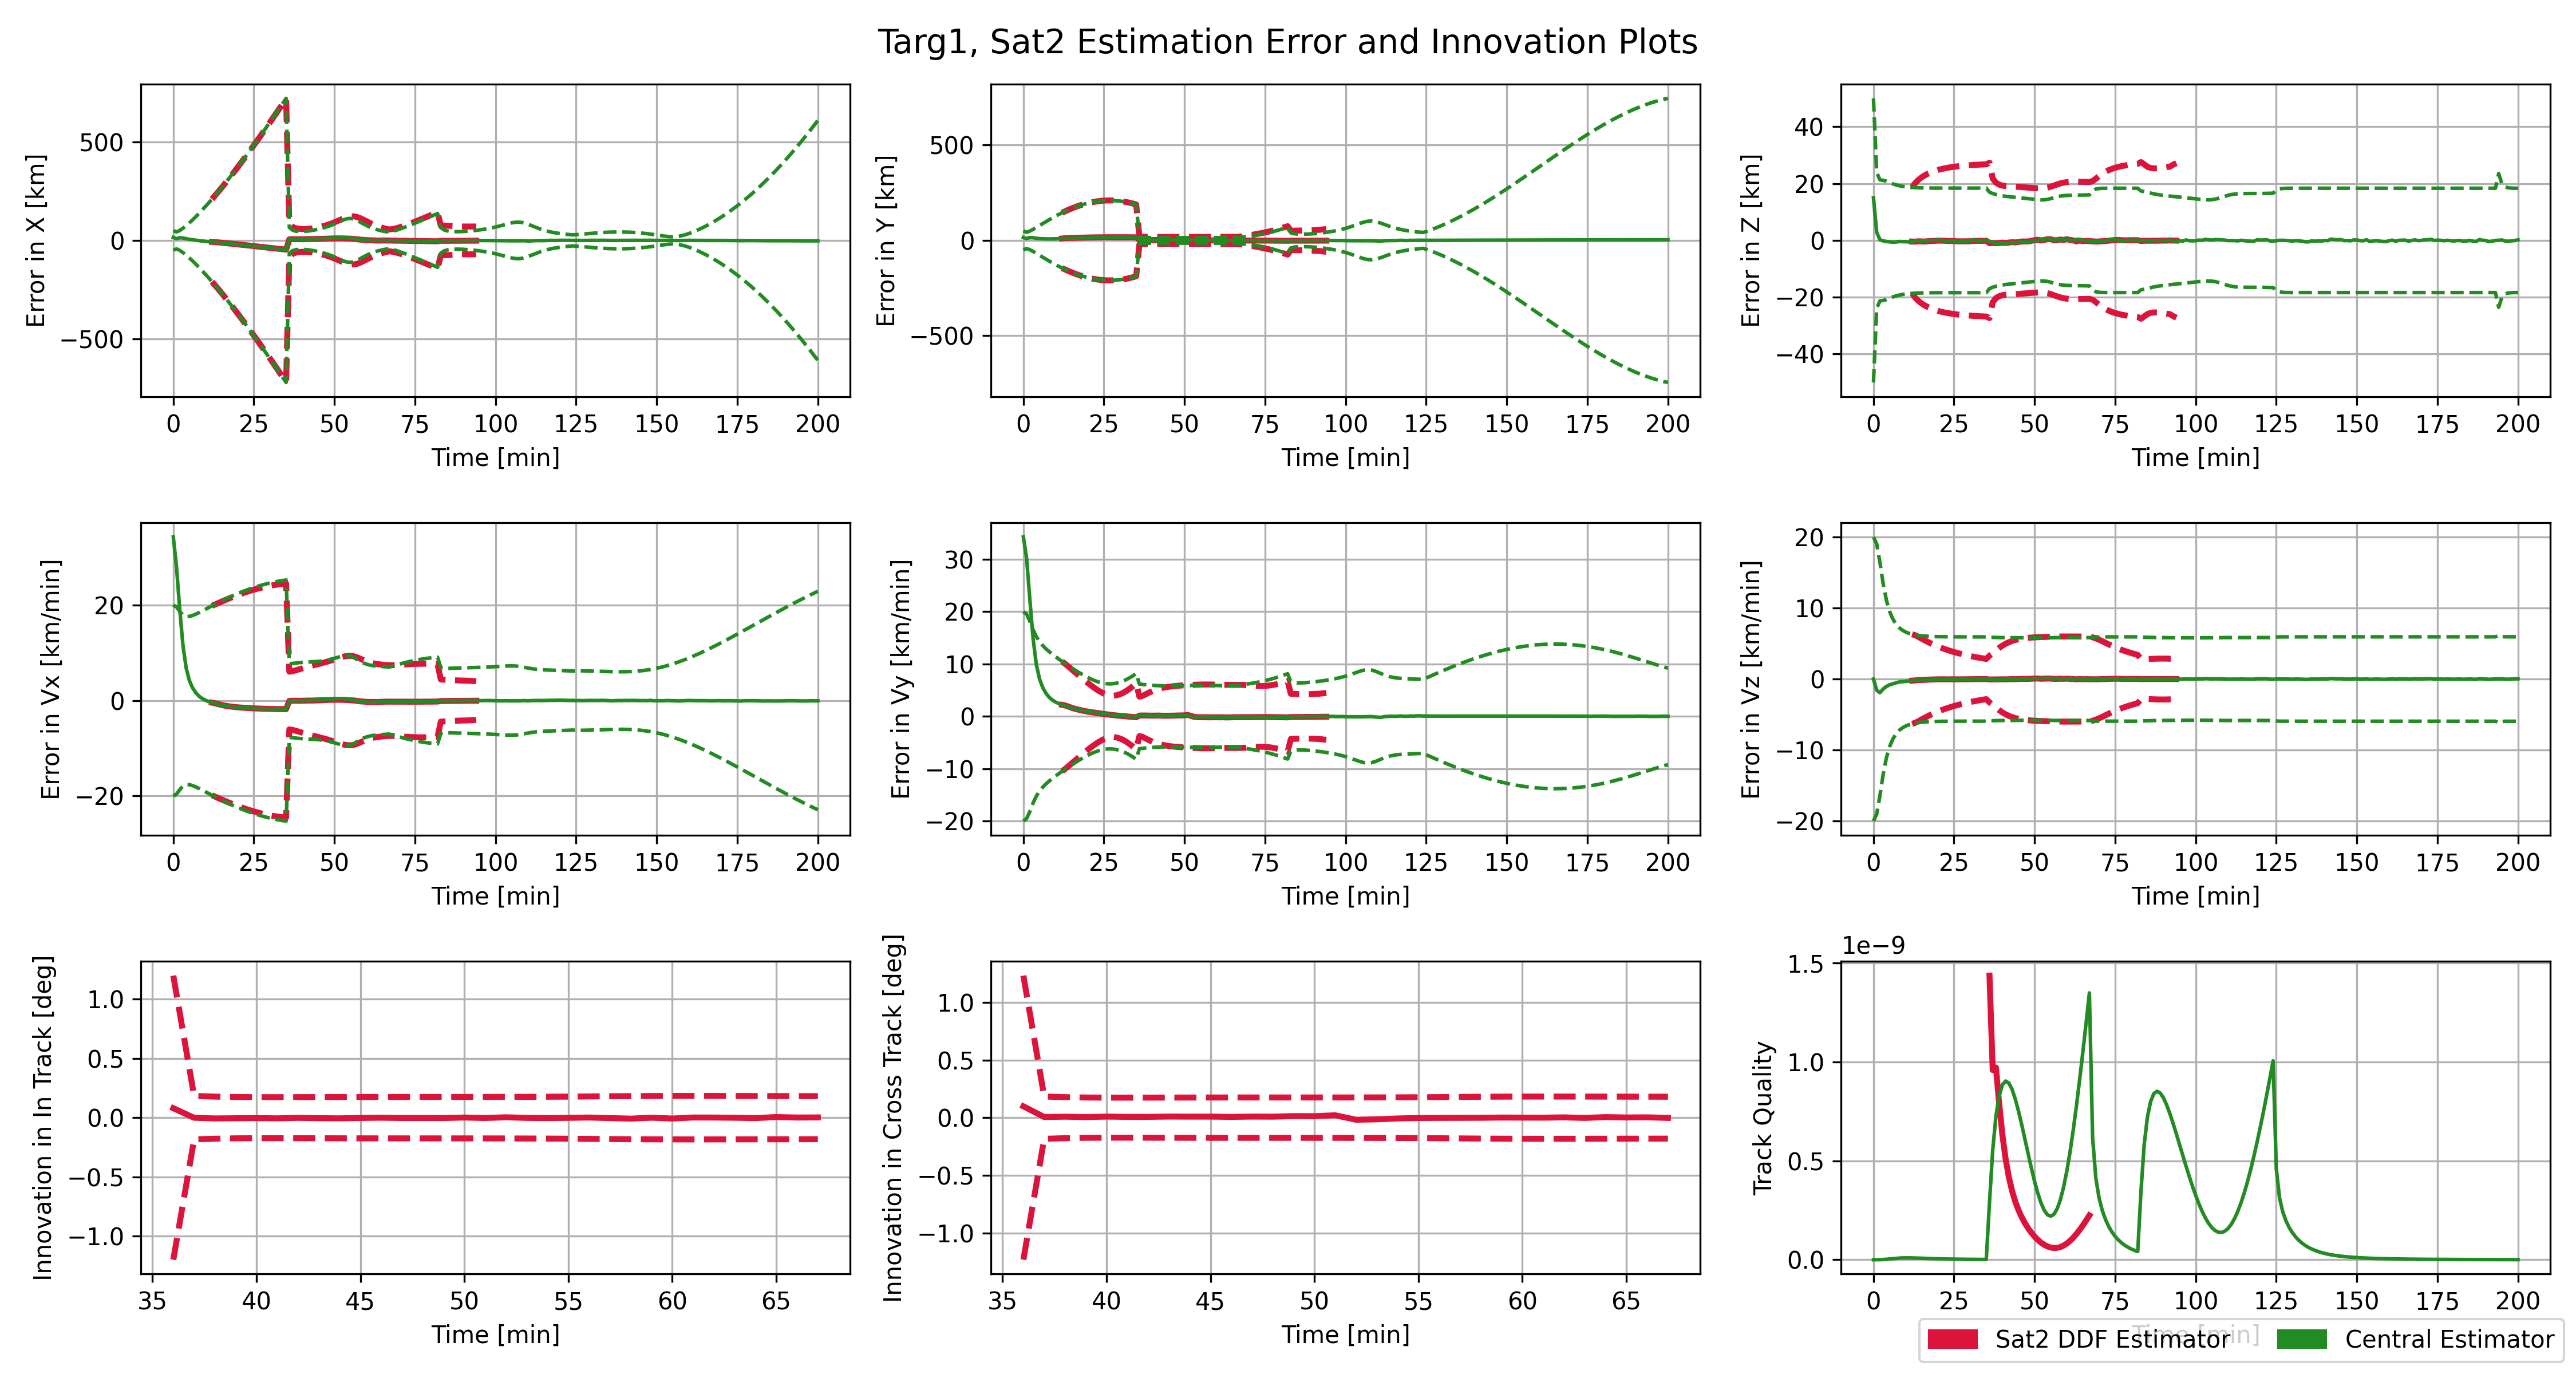 Targ1, Sat2 Estimation Error and Innovation Plots
Error in X [km]
500
0
−500
0 25 50 75 100 125 150 175 200
Time [min]
Error in Y [km]
500
0
−500
0 25 50 75 100 125 150 175 200
Time [min]
Error in Z [km]
40
20
0
−20
−40
0 25 50 75 100 125 150 175 200
Time [min]
Error in Vx [km/min]
20
0
−20
0 25 50 75 100 125 150 175 200
Time [min]
Error in Vy [km/min]
30
20
10
0
−10
−20
0 25 50 75 100 125 150 175 200
Time [min]
Error in Vz [km/min]
20
10
0
−10
−20
0 25 50 75 100 125 150 175 200
Time [min]
Innovation in In Track [deg]
1.0
0.5
0.0
−0.5
−1.0
35 40 45 50 55 60 65
Time [min]
Innovation in Cross Track [deg]
1.0
0.5
0.0
−0.5
−1.0
35 40 45 50 55 60 65
Time [min]
1e−9
Track Quality
1.5
1.0
0.5
0.0
0 25 50 75 100 125 150 175 200
Time [min]
Sat2 DDF Estimator
Central Estimator